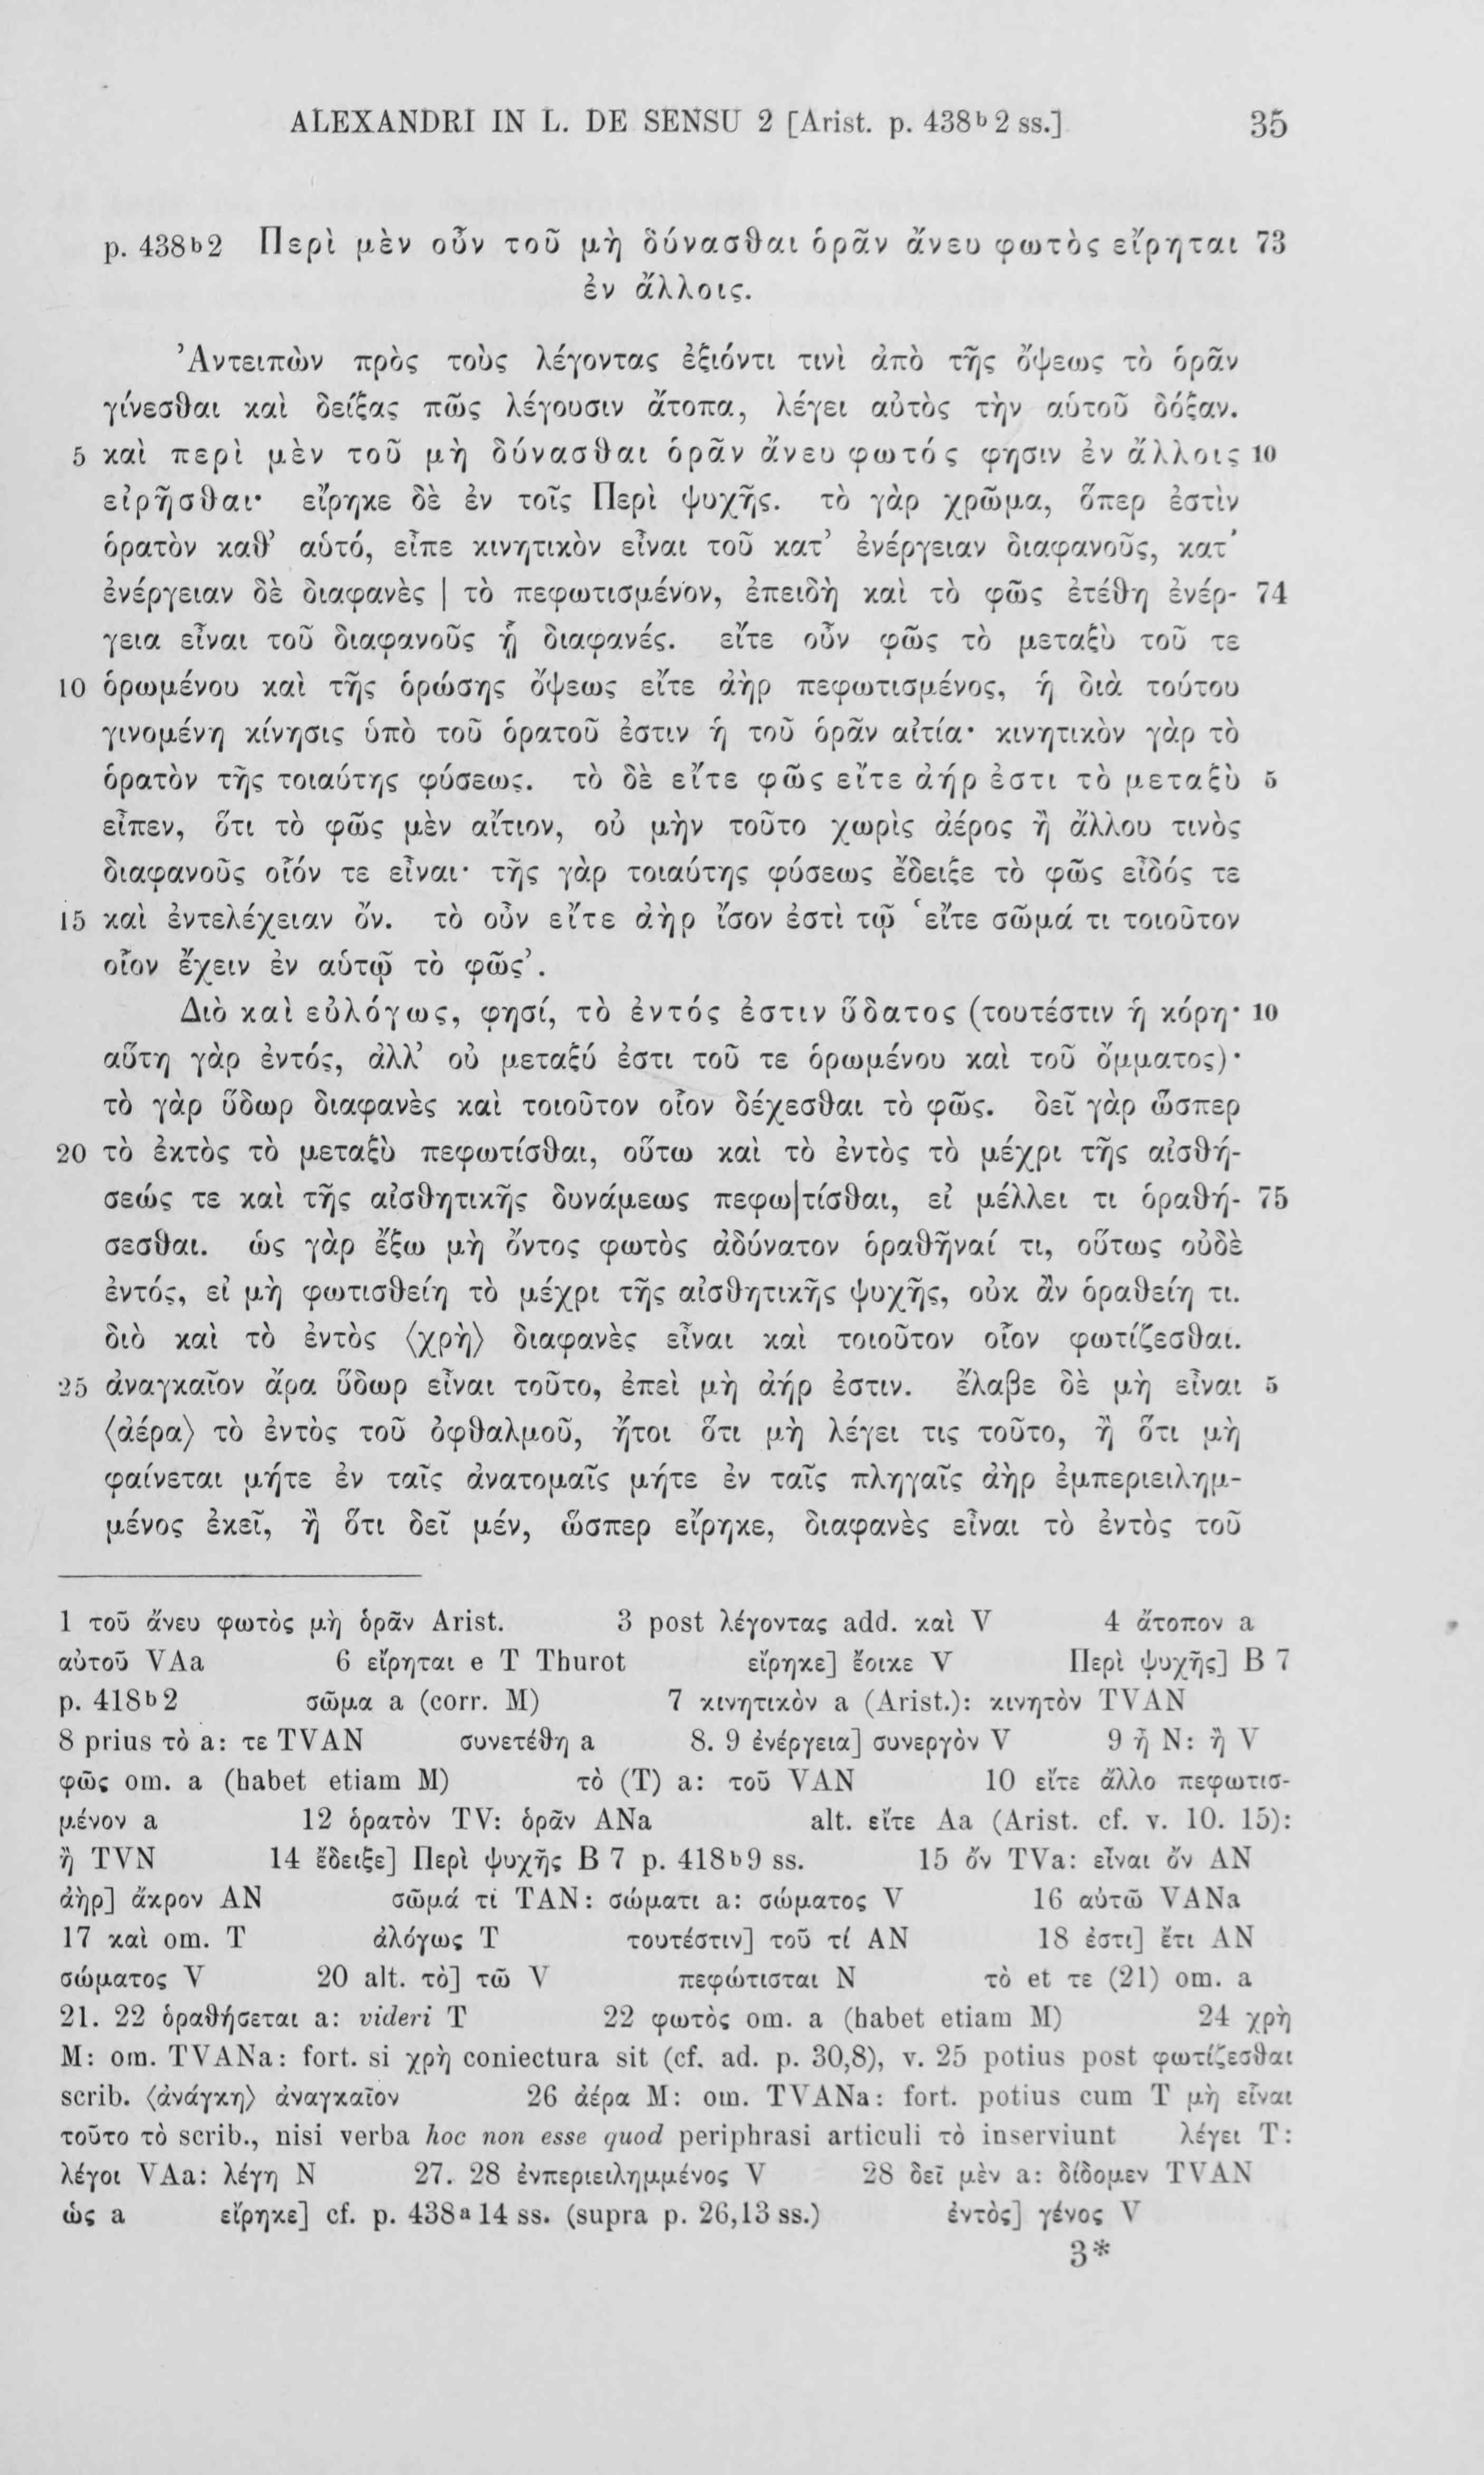 ALEXANDRI IN L. DE SENSU 2 [Arist. p. 438ᵇ2 ss.] 35
p. 438ᵇ2 Περὶ μὲν οὖν τοῦ μὴ δύνασθαι ὁρᾶν ἄνευ φωτὸς εἴρηται 73
ἐν ἄλλοις.
Ἀντειπὼν πρὸς τοὺς λέγοντας ἐξιόντι τινὶ ἀπὸ τῆς ὄψεως τὸ ὁρᾶν
γίνεσθαι καὶ δείξας πῶς λέγουσιν ἄτοπα, λέγει αὐτὸς τὴν αὑτοῦ δόξαν.
5 καὶ περὶ μὲν τοῦ μὴ δύνασθαι ὁρᾶν ἄνευ φωτός φησιν ἐν ἄλλοις 10
εἰρῆσθαι· εἴρηκε δὲ ἐν τοῖς Περὶ ψυχῆς. τὸ γὰρ χρῶμα, ὅπερ ἐστὶν
ὁρατὸν καθ’ αὑτό, εἶπε κινητικὸν εἶναι τοῦ κατ’ ἐνέργειαν διαφανοῦς, κατ’
ἐνέργειαν δὲ διαφανὲς | τὸ πεφωτισμένον, ἐπειδὴ καὶ τὸ φῶς ἐτέθη ἐνέρ- 74
γεια εἶναι τοῦ διαφανοῦς ᾗ διαφανές. εἴτε οὖν φῶς τὸ μεταξὺ τοῦ τε
10 ὁρωμένου καὶ τῆς ὁρώσης ὄψεως εἴτε ἀὴρ πεφωτισμένος, ἡ διὰ τούτου
γινομένη κίνησις ὑπὸ τοῦ ὁρατοῦ ἐστιν ἡ τοῦ ὁρᾶν αἰτία· κινητικὸν γὰρ τὸ
ὁρατὸν τῆς τοιαύτης φύσεως. τὸ δὲ εἴτε φῶς εἴτε ἀήρ ἐστι τὸ μεταξὺ 5
εἶπεν, ὅτι τὸ φῶς μὲν αἴτιον, οὐ μὴν τοῦτο χωρὶς ἀέρος ἢ ἄλλου τινὸς
διαφανοῦς οἷόν τε εἶναι· τῆς γὰρ τοιαύτης φύσεως ἔδειξε τὸ φῶς εἶδός τε
15 καὶ ἐντελέχειαν ὄν. τὸ οὖν εἴτε ἀὴρ ἴσον ἐστὶ τῷ ‘εἴτε σῶμά τι τοιοῦτον
οἷον ἔχειν ἐν αὑτῷ τὸ φῶς’.
Διὸ καὶ εὐλόγως, φησί, τὸ ἐντός ἐστιν ὕδατος (τουτέστιν ἡ κόρη· 10
αὕτη γὰρ ἐντός, ἀλλ’ οὐ μεταξύ ἐστι τοῦ τε ὁρωμένου καὶ τοῦ ὄμματος)·
τὸ γὰρ ὕδωρ διαφανὲς καὶ τοιοῦτον οἷον δέχεσθαι τὸ φῶς. δεῖ γὰρ ὥσπερ
20 τὸ ἐκτὸς τὸ μεταξὺ πεφωτίσθαι, οὕτω καὶ τὸ ἐντὸς τὸ μέχρι τῆς αἰσθή-
σεώς τε καὶ τῆς αἰσθητικῆς δυνάμεως πεφω|τίσθαι, εἰ μέλλει τι ὁραθή- 75
σεσθαι. ὡς γὰρ ἔξω μὴ ὄντος φωτὸς ἀδύνατον ὁραθῆναί τι, οὕτως οὐδὲ
ἐντός, εἰ μὴ φωτισθείη τὸ μέχρι τῆς αἰσθητικῆς ψυχῆς, οὐκ ἂν ὁραθείη τι.
διὸ καὶ τὸ ἐντὸς ⟨χρὴ⟩ διαφανὲς εἶναι καὶ τοιοῦτον οἷον φωτίζεσθαι.
25 ἀναγκαῖον ἄρα ὕδωρ εἶναι τοῦτο, ἐπεὶ μὴ ἀήρ ἐστιν. ἔλαβε δὲ μὴ εἶναι 5
⟨ἀέρα⟩ τὸ ἐντὸς τοῦ ὀφθαλμοῦ, ἤτοι ὅτι μὴ λέγει τις τοῦτο, ἢ ὅτι μὴ
φαίνεται μήτε ἐν ταῖς ἀνατομαῖς μήτε ἐν ταῖς πληγαῖς ἀὴρ ἐμπεριειλημ-
μένος ἐκεῖ, ἢ ὅτι δεῖ μέν, ὥσπερ εἴρηκε, διαφανὲς εἶναι τὸ ἐντὸς τοῦ
1 τοῦ ἄνευ φωτὸς μὴ ὁρᾶν Arist. 3 post λέγοντας add. καὶ V 4 ἄτοπον a
αὐτοῦ VAa 6 εἴρηται e T Thurot εἴρηκε] ἔοικε V Περὶ ψυχῆς] B 7
p. 418ᵇ2 σῶμα a (corr. M) 7 κινητικὸν a (Arist.): κινητὸν TVAN
8 prius τὸ a: τε TVAN συνετέθη a 8. 9 ἐνέργεια] συνεργὸν V 9 ᾗ N: ἢ V
φῶς om. a (habet etiam M) τὸ (T) a: τοῦ VAN 10 εἴτε ἄλλο πεφωτισ-
μένον a 12 ὁρατὸν TV: ὁρᾶν ANa alt. εἴτε Aa (Arist. cf. v. 10. 15):
ἢ TVN 14 ἔδειξε] Περὶ ψυχῆς B 7 p. 418ᵇ9 ss. 15 ὄν TVa: εἶναι ὄν AN
ἀὴρ] ἄκρον AN σῶμά τί TAN: σώματι a: σώματος V 16 αὐτῶ VANa
17 καὶ om. T ἀλόγως T τουτέστιν] τοῦ τί AN 18 ἐστι] ἔτι AN
σώματος V 20 alt. τὸ] τῶ V πεφώτισται N τὸ et τε (21) om. a
21. 22 ὁραθήσεται a: videri T 22 φωτὸς om. a (habet etiam M) 24 χρὴ
M: om. TVANa: fort. si χρὴ coniectura sit (cf. ad. p. 30,8), v. 25 potius post φωτίζεσθαι
scrib. ⟨ἀνάγκη⟩ ἀναγκαῖον 26 ἀέρα M: om. TVANa: fort. potius cum T μὴ εἶναι
τοῦτο τὸ scrib., nisi verba hoc non esse quod periphrasi articuli τὸ inserviunt λέγει T:
λέγοι VAa: λέγη N 27. 28 ἐνπεριειλημμένος V 28 δεῖ μὲν a: δίδομεν TVAN
ὡς a εἴρηκε] cf. p. 438ᵃ14 ss. (supra p. 26,13 ss.) ἐντὸς] γένος V
3*